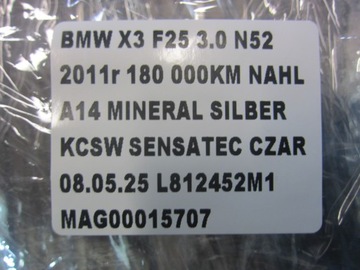 BMW X3 F25 3.0 N52
2011r 180 000KM NAHL
A14 MINERAL SILBER
KCSW SENSATEC CZAR
08.05.25 L812452M1
MAG00015707